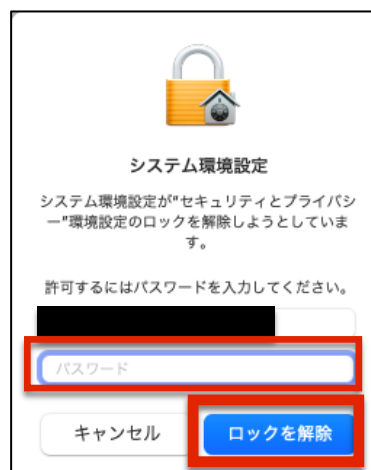 システム環境設定
システム環境設定が"セキュリティとプライバシ
ー"環境設定のロックを解除しようとしていま
す。
許可するにはパスワードを入力してください。
パスワード
キャンセル
ロックを解除